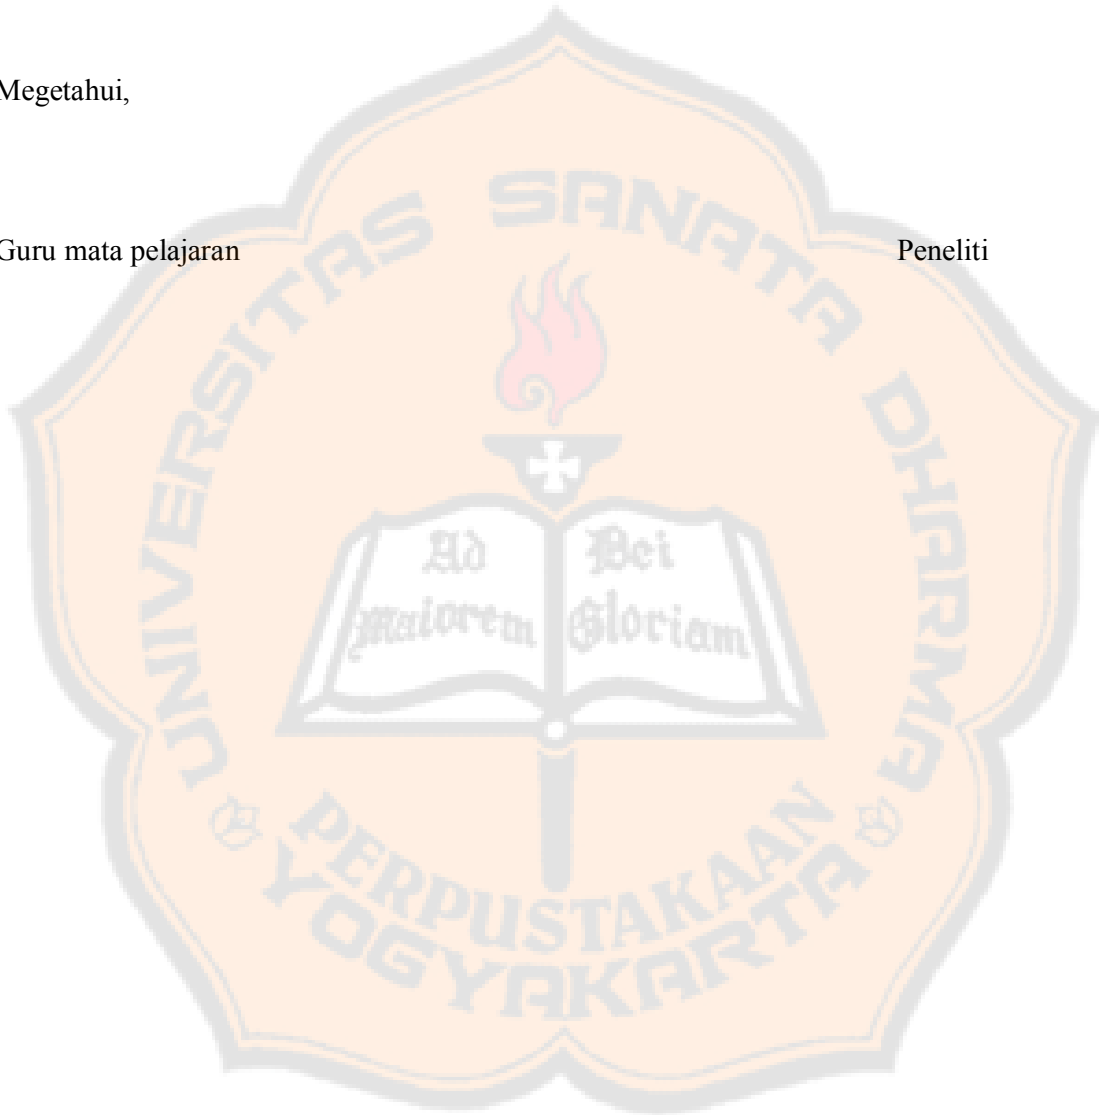 Megetahui,
Guru mata pelajaran Peneliti
UNIVERSITAS SANATA DHARMA
Ad Dei
Maiorem Gloriam
PERPUSTAKAAN
YOGYAKARTA